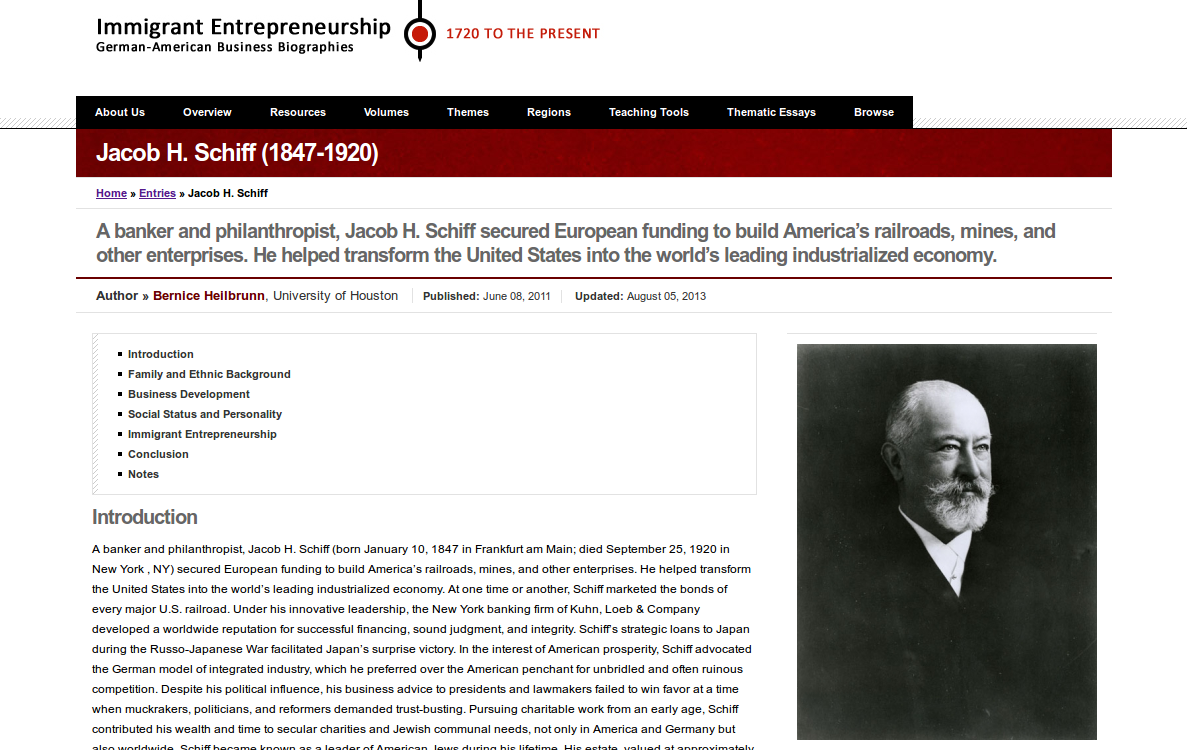 Immigrant Entrepreneurship
German-American Business Biographies
1720 TO THE PRESENT
About Us Overview Resources Volumes Themes Regions Teaching Tools Thematic Essays Browse
Jacob H. Schiff (1847-1920)
Home » Entries » Jacob H. Schiff
A banker and philanthropist, Jacob H. Schiff secured European funding to build America’s railroads, mines, and
other enterprises. He helped transform the United States into the world’s leading industrialized economy.
Author » Bernice Heilbrunn, University of Houston Published: June 08, 2011 Updated: August 05, 2013
Introduction
Family and Ethnic Background
Business Development
Social Status and Personality
Immigrant Entrepreneurship
Conclusion
Notes
Introduction
A banker and philanthropist, Jacob H. Schiff (born January 10, 1847 in Frankfurt am Main; died September 25, 1920 in
New York , NY) secured European funding to build America’s railroads, mines, and other enterprises. He helped transform
the United States into the world’s leading industrialized economy. At one time or another, Schiff marketed the bonds of
every major U.S. railroad. Under his innovative leadership, the New York banking firm of Kuhn, Loeb & Company
developed a worldwide reputation for successful financing, sound judgment, and integrity. Schiff’s strategic loans to Japan
during the Russo-Japanese War facilitated Japan’s surprise victory. In the interest of American prosperity, Schiff advocated
the German model of integrated industry, which he preferred over the American penchant for unbridled and often ruinous
competition. Despite his political influence, his business advice to presidents and lawmakers failed to win favor at a time
when muckrakers, politicians, and reformers demanded trust-busting. Pursuing charitable work from an early age, Schiff
contributed his wealth and time to secular charities and Jewish communal needs, not only in America and Germany but
also worldwide. Schiff became known as a leader of American Jews during his lifetime. His estate, valued at approximately